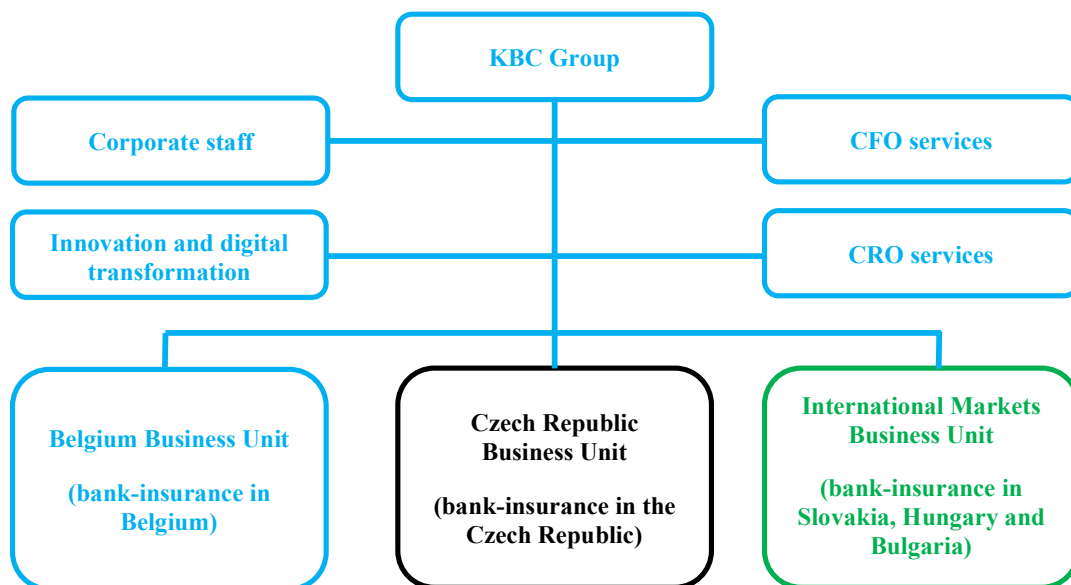 KBC Group
Corporate staff
CFO services
Innovation and digital
transformation
CRO services
Belgium Business Unit
(bank-insurance in
Belgium)
Czech Republic
Business Unit
(bank-insurance in the
Czech Republic)
International Markets
Business Unit
(bank-insurance in
Slovakia, Hungary and
Bulgaria)